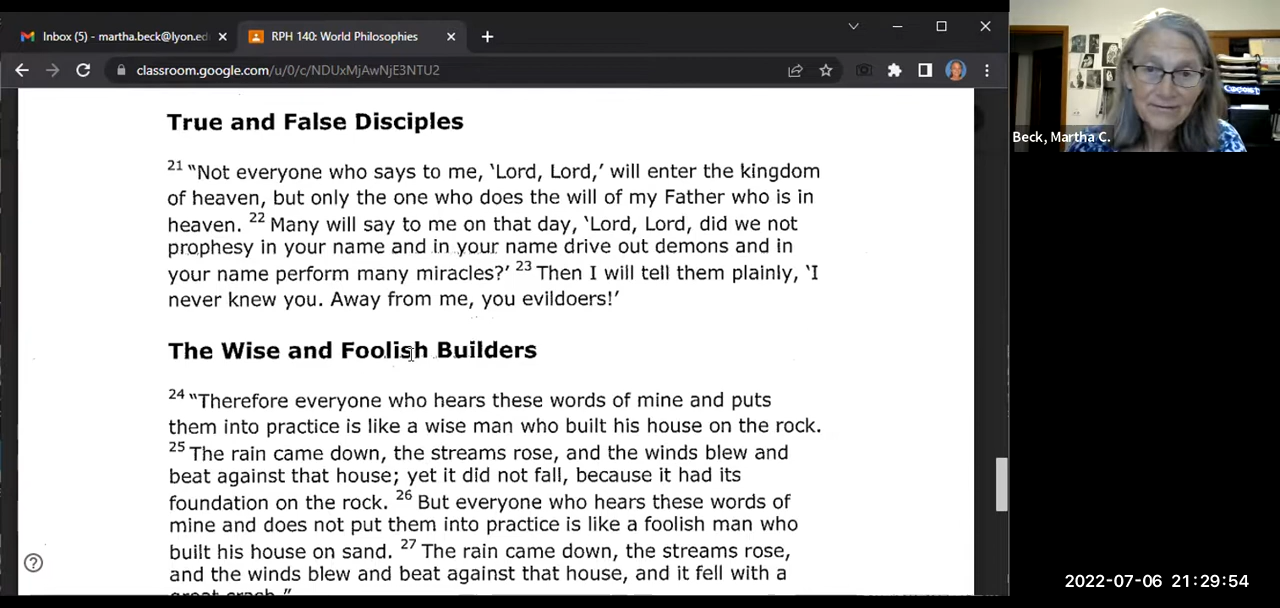 Inbox (5) - martha.beck@lyon.ed
RPH 140: World Philosophies
classroom.google.com/u/0/c/NDUxMjAwNjE3NTU2
Beck, Martha C.
True and False Disciples
21 “Not everyone who says to me, ‘Lord, Lord,’ will enter the kingdom
of heaven, but only the one who does the will of my Father who is in
heaven. 22 Many will say to me on that day, ‘Lord, Lord, did we not
prophesy in your name and in your name drive out demons and in
your name perform many miracles?’ 23 Then I will tell them plainly, ‘I
never knew you. Away from me, you evildoers!’
The Wise and Foolish Builders
24 “Therefore everyone who hears these words of mine and puts
them into practice is like a wise man who built his house on the rock.
25 The rain came down, the streams rose, and the winds blew and
beat against that house; yet it did not fall, because it had its
foundation on the rock. 26 But everyone who hears these words of
mine and does not put them into practice is like a foolish man who
built his house on sand. 27 The rain came down, the streams rose,
and the winds blew and beat against that house, and it fell with a
great crash.”
2022-07-06 21:29:54